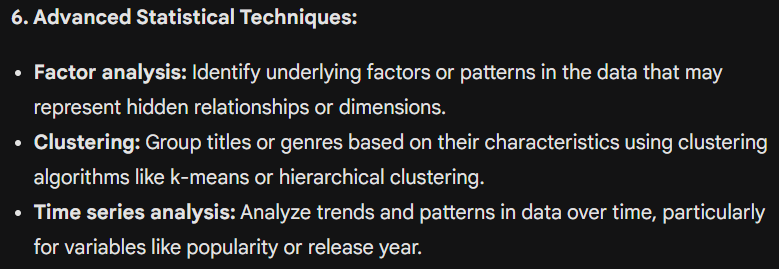 6. Advanced Statistical Techniques:
• Factor analysis: Identify underlying factors or patterns in the data that may
represent hidden relationships or dimensions.
• Clustering: Group titles or genres based on their characteristics using clustering
algorithms like k-means or hierarchical clustering.
• Time series analysis: Analyze trends and patterns in data over time, particularly
for variables like popularity or release year.